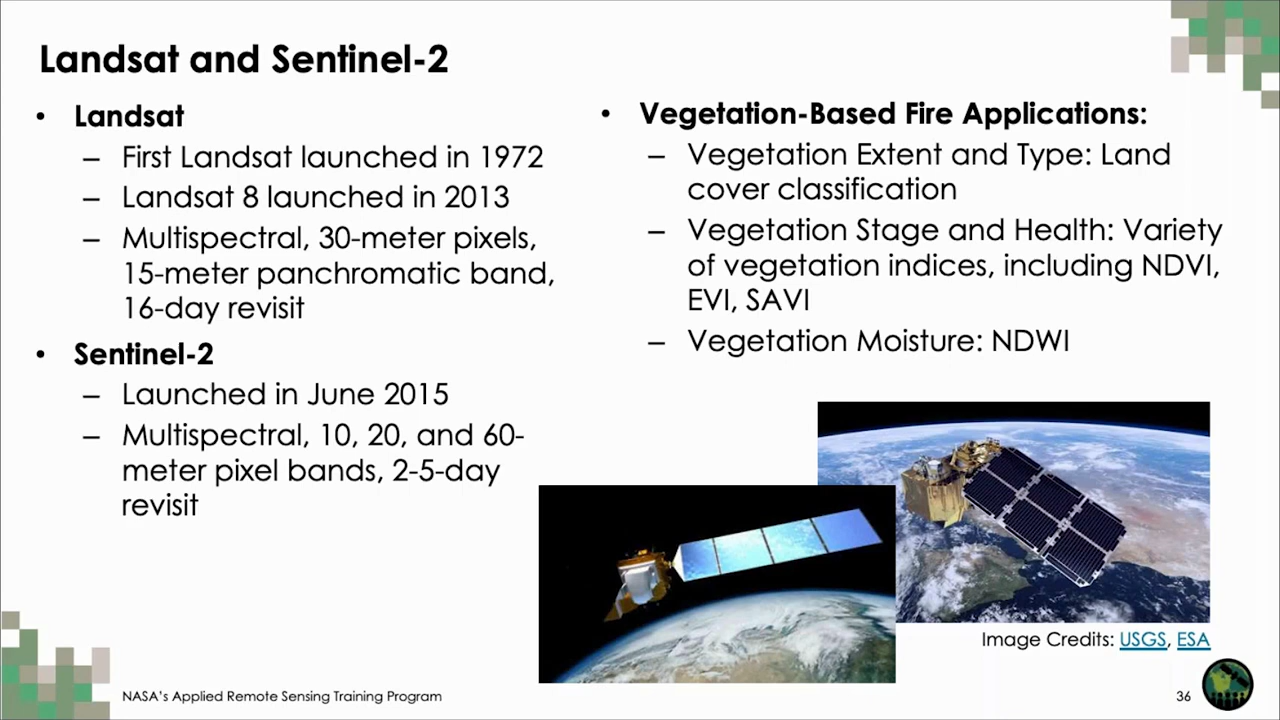 Landsat and Sentinel-2
• Landsat
– First Landsat launched in 1972
– Landsat 8 launched in 2013
– Multispectral, 30-meter pixels,
15-meter panchromatic band,
16-day revisit
• Sentinel-2
– Launched in June 2015
– Multispectral, 10, 20, and 60-
meter pixel bands, 2-5-day
revisit
• Vegetation-Based Fire Applications:
– Vegetation Extent and Type: Land
cover classification
– Vegetation Stage and Health: Variety
of vegetation indices, including NDVI,
EVI, SAVI
– Vegetation Moisture: NDWI
Image Credits: USGS, ESA
NASA's Applied Remote Sensing Training Program
36